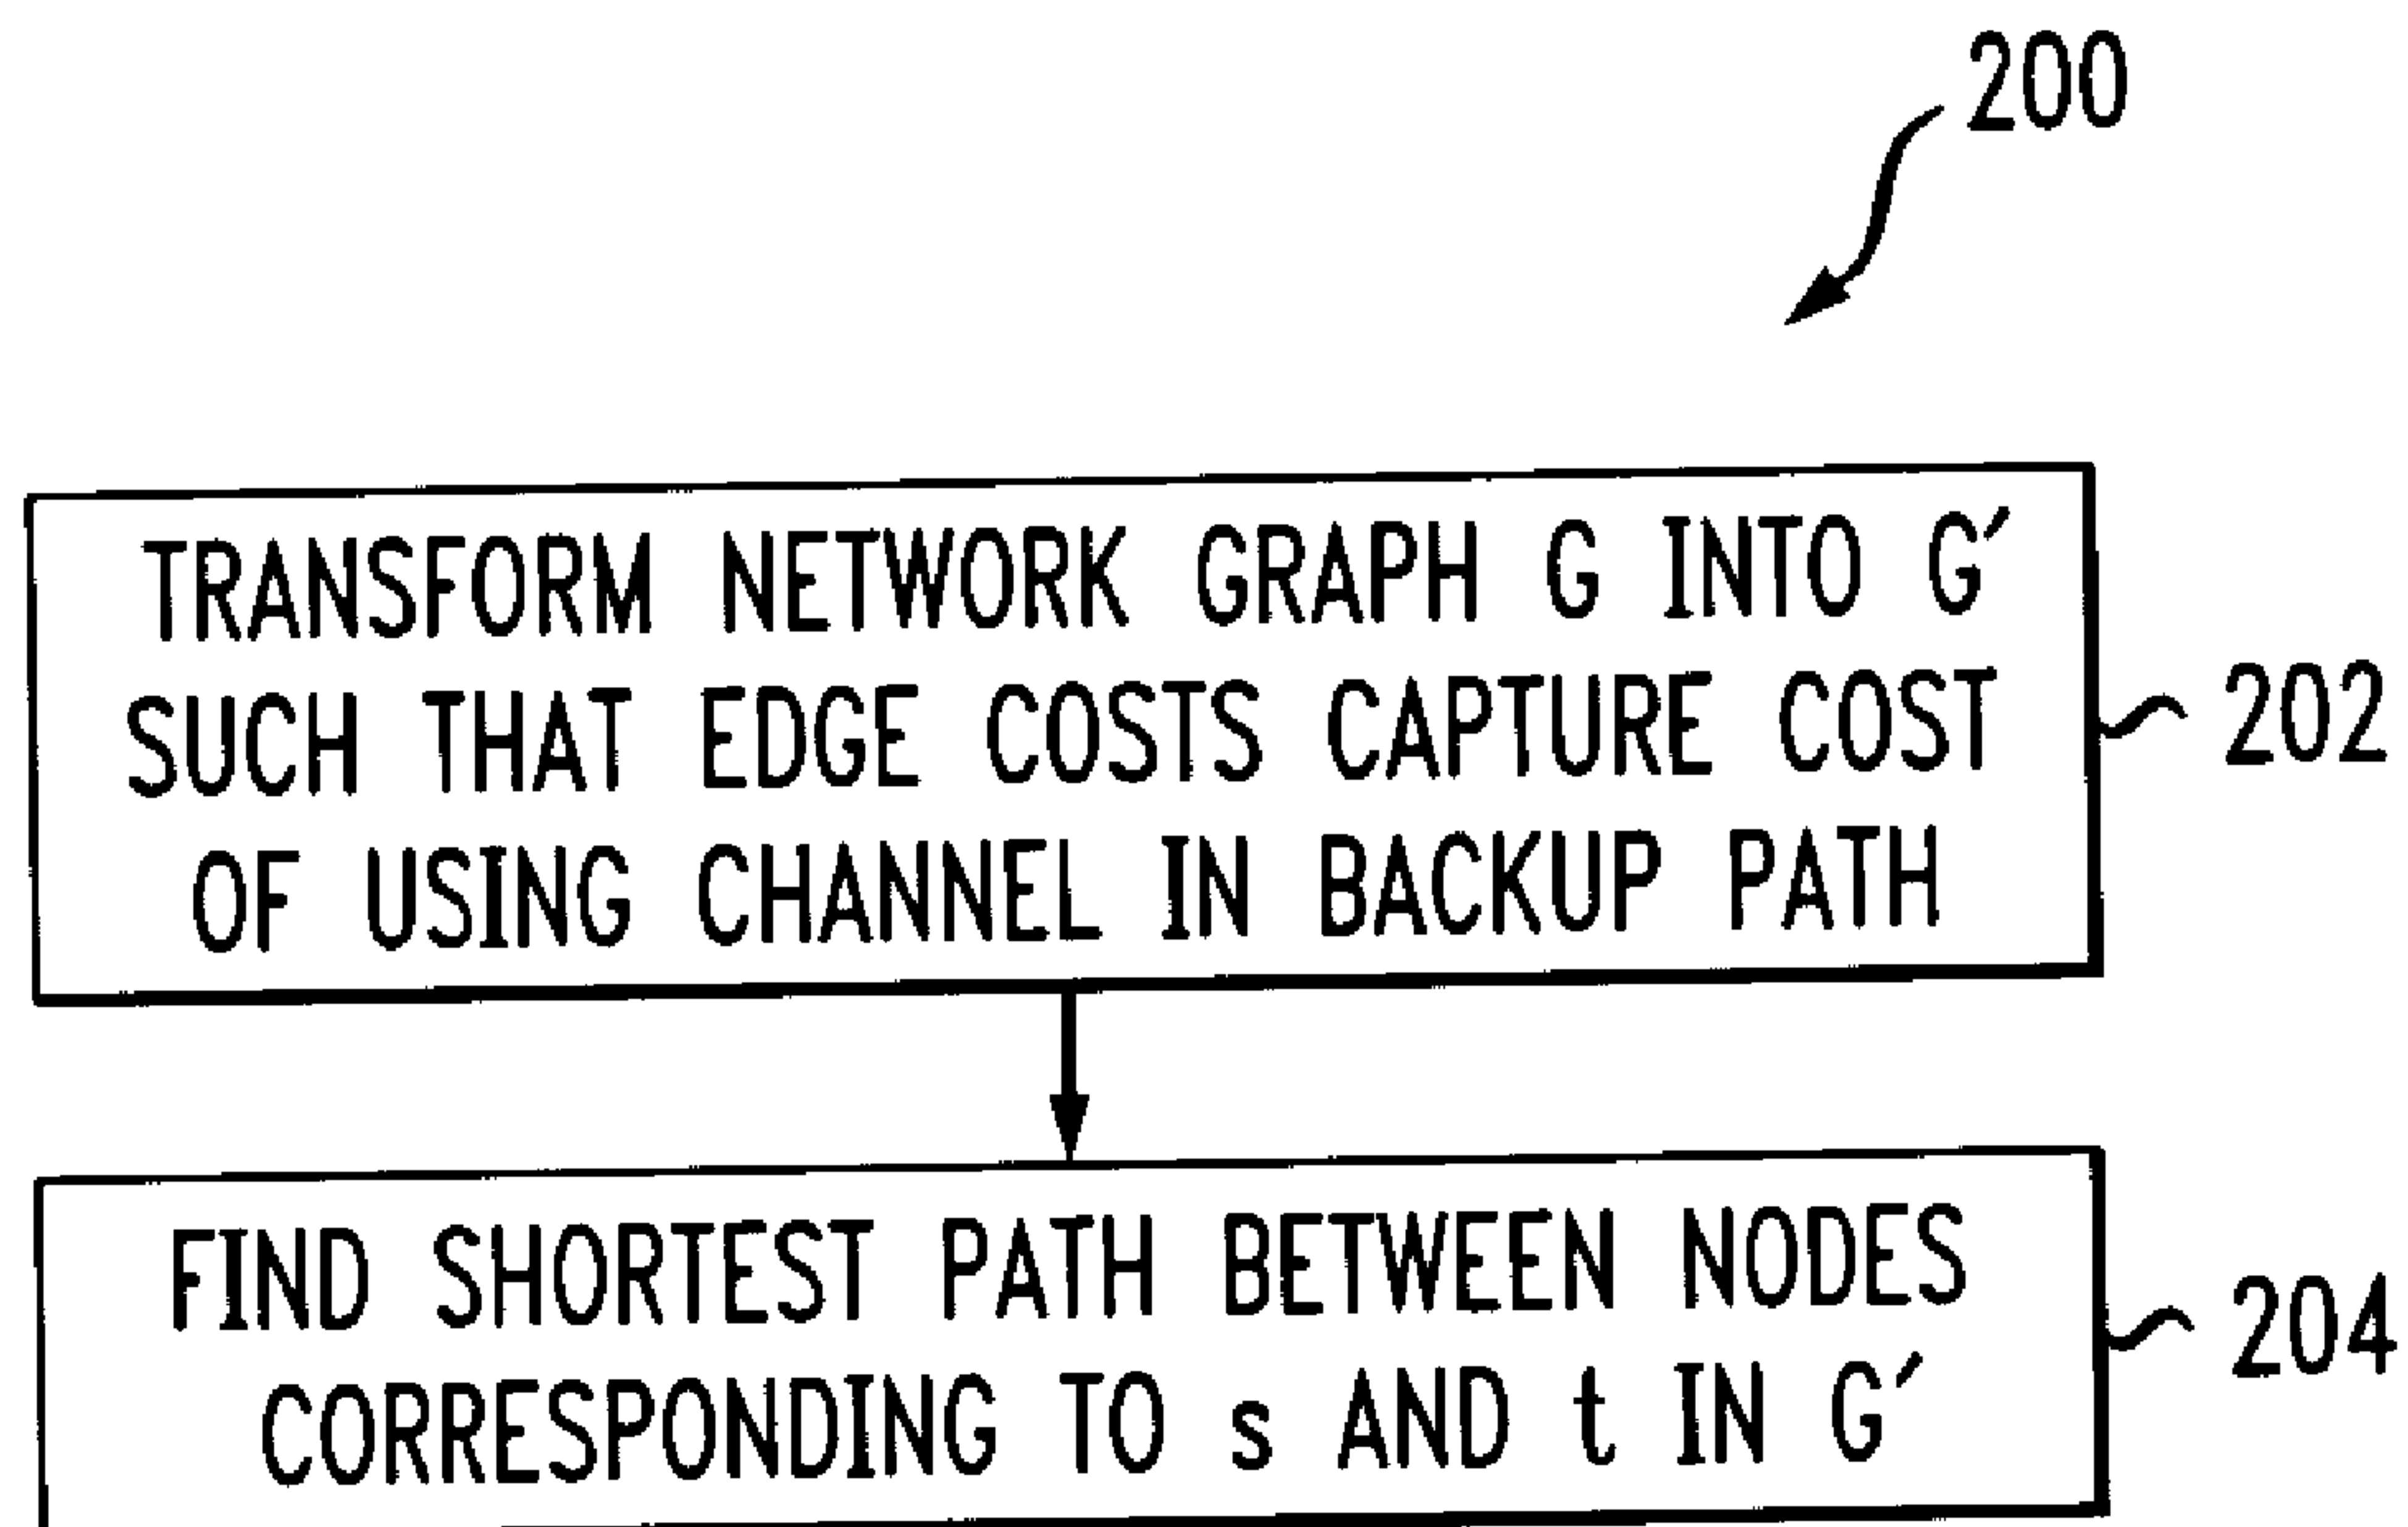 200
TRANSFORM NETWORK GRAPH G INTO G′
SUCH THAT EDGE COSTS CAPTURE COST
OF USING CHANNEL IN BACKUP PATH
202
FIND SHORTEST PATH BETWEEN NODES
CORRESPONDING TO s AND t IN G′
204